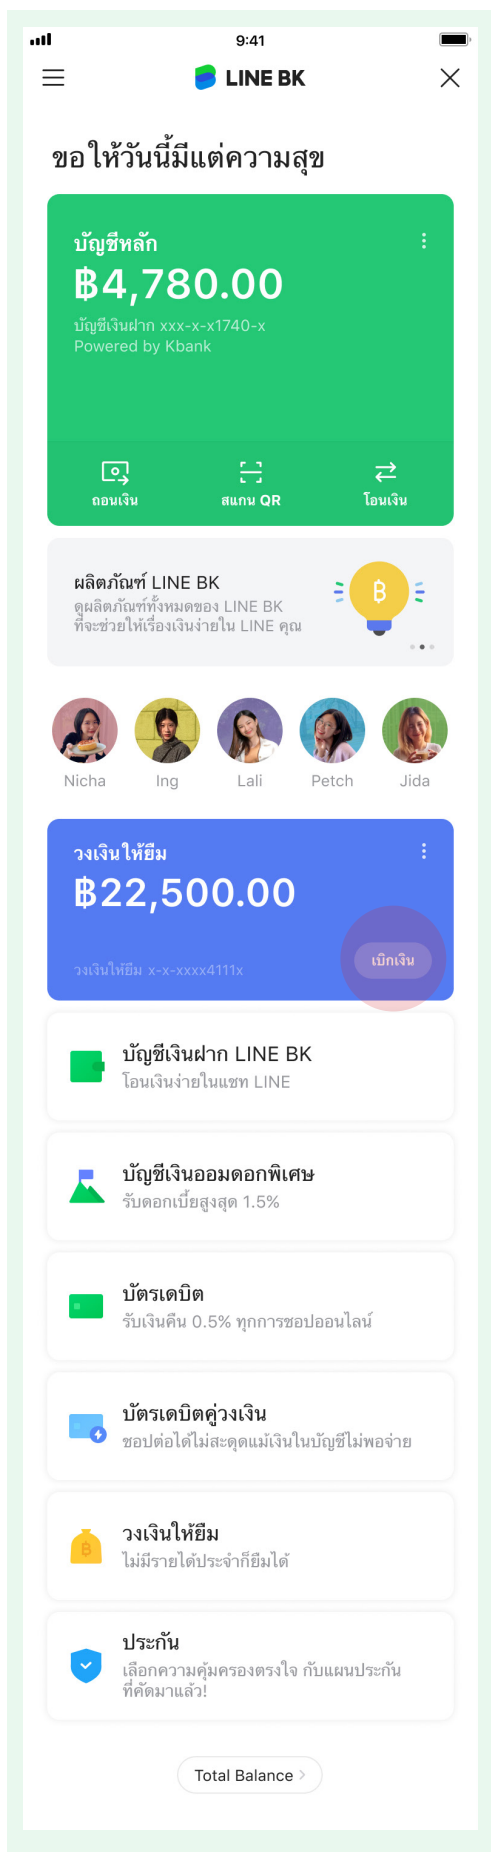 9:41
LINE BK
ขอให้วันนี้มีแต่ความสุข
บัญชีหลัก
฿4,780.00
บัญชีเงินฝาก xxx-x-x1740-x
Powered by Kbank
ถอนเงิน
สแกน QR
โอนเงิน
ผลิตภัณฑ์ LINE BK
ดูผลิตภัณฑ์ทั้งหมดของ LINE BK
ที่จะช่วยให้เรื่องเงินง่ายใน LINE คุณ
฿
Nicha
Ing
Lali
Petch
Jida
วงเงินให้ยืม
฿22,500.00
วงเงินให้ยืม x-x-xxxx4111x
เบิกเงิน
บัญชีเงินฝาก LINE BK
โอนเงินง่ายในแชท LINE
บัญชีเงินออมดอกพิเศษ
รับดอกเบี้ยสูงสุด 1.5%
บัตรเดบิต
รับเงินคืน 0.5% ทุกการชอปออนไลน์
บัตรเดบิตคู่วงเงิน
ชอปต่อได้ไม่สะดุดแม้เงินในบัญชีไม่พอจ่าย
฿
วงเงินให้ยืม
ไม่มีรายได้ประจำก็ยืมได้
ประกัน
เลือกความคุ้มครองตรงใจ กับแผนประกัน
ที่คัดมาแล้ว!
Total Balance